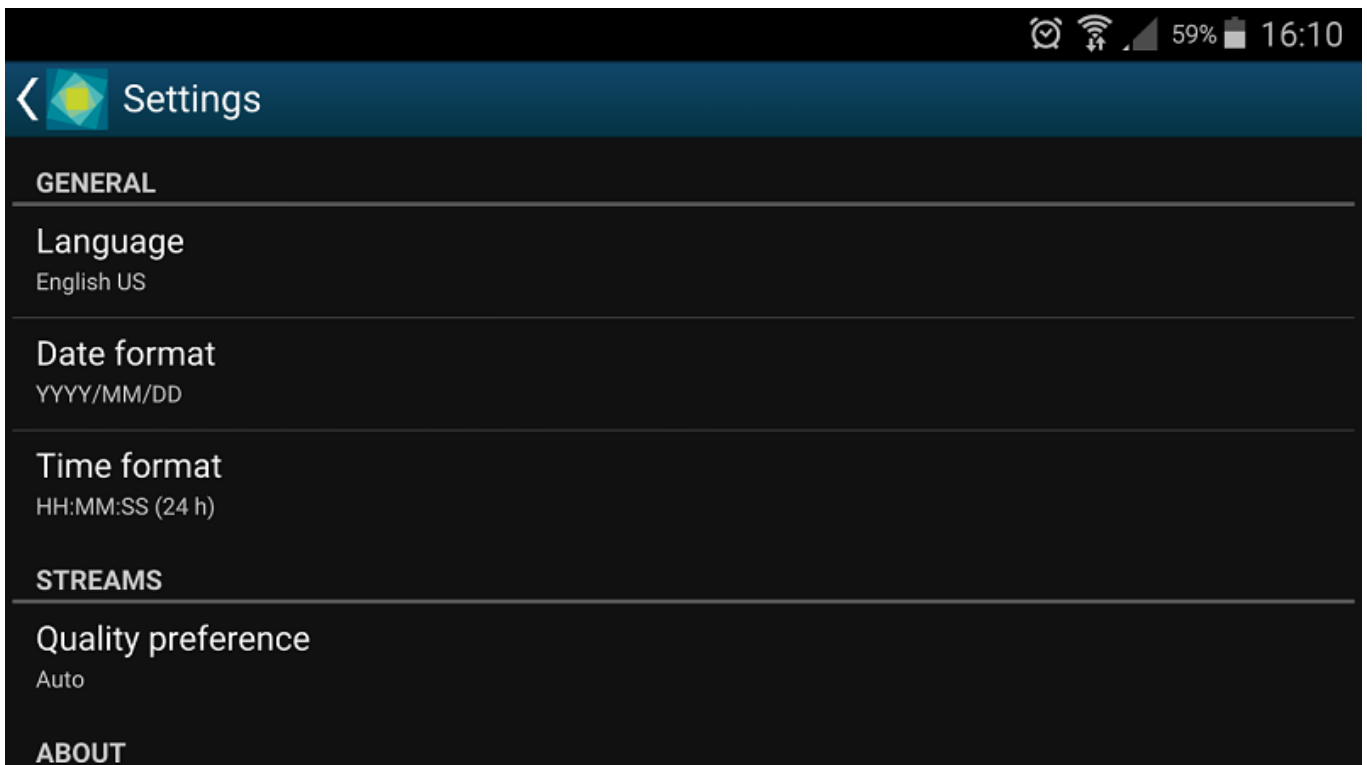 59% 16:10
Settings
GENERAL
Language
English US
Date format
YYYY/MM/DD
Time format
HH:MM:SS (24 h)
STREAMS
Quality preference
Auto
ABOUT